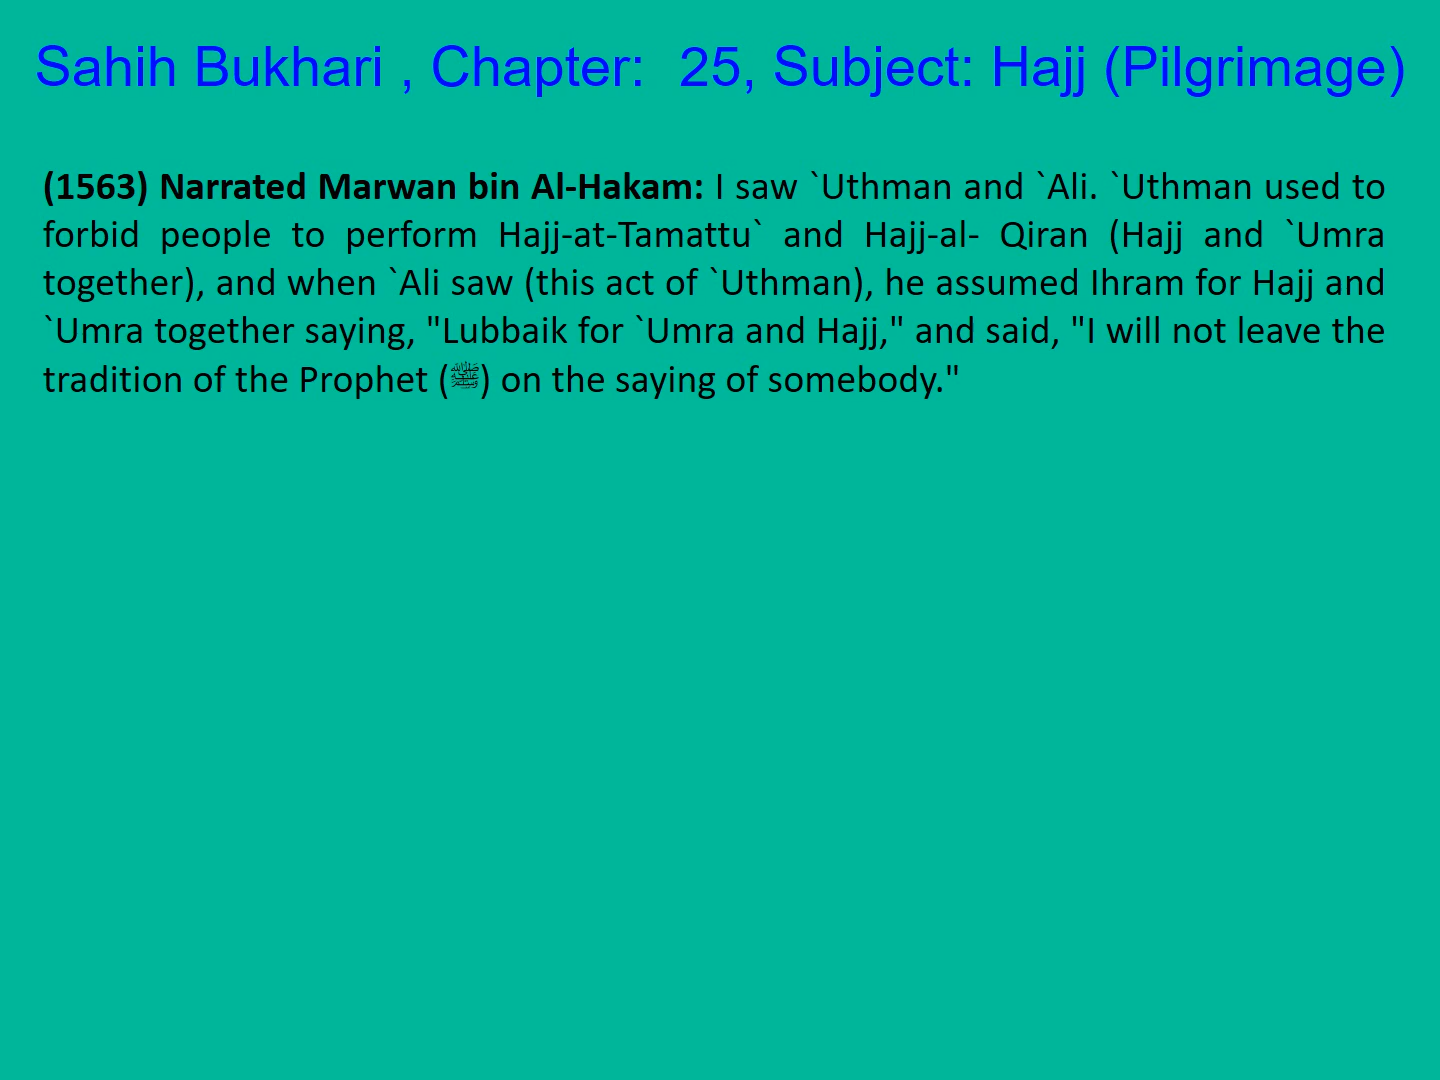 Sahih Bukhari , Chapter:  25, Subject: Hajj (Pilgrimage)
(1563) Narrated Marwan bin Al-Hakam: I saw `Uthman and `Ali. `Uthman used to
forbid people to perform Hajj-at-Tamattu` and Hajj-al- Qiran (Hajj and `Umra
together), and when `Ali saw (this act of `Uthman), he assumed Ihram for Hajj and
`Umra together saying, "Lubbaik for `Umra and Hajj," and said, "I will not leave the
tradition of the Prophet (ﷺ) on the saying of somebody."